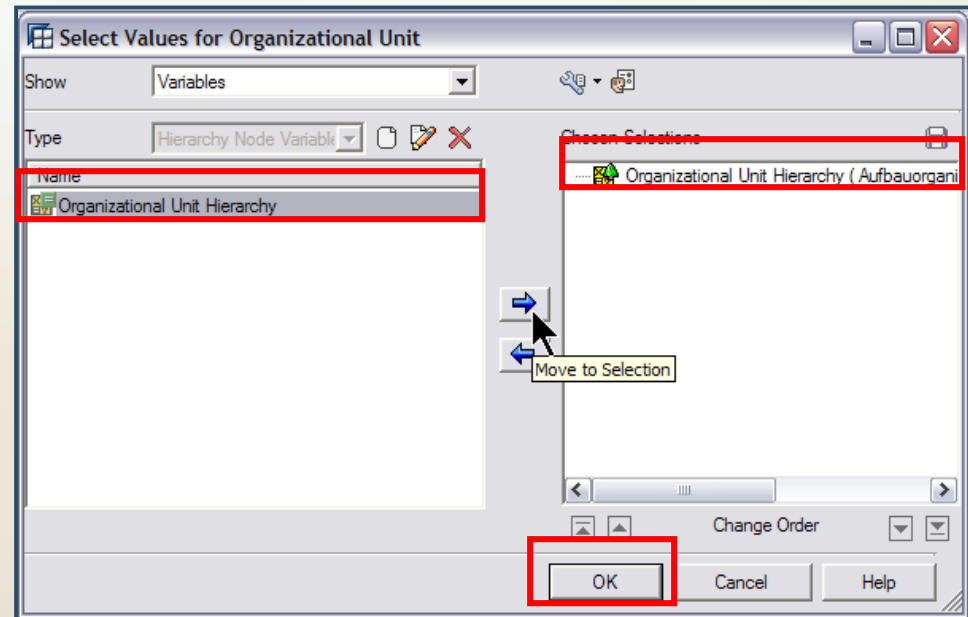 Select Values for Organizational Unit
Show Variables
Type Hierarchy Node Variable Chosen Selections
Name
Organizational Unit Hierarchy ( Aufbauorgani
Organizational Unit Hierarchy
Move to Selection
Change Order
OK Cancel Help